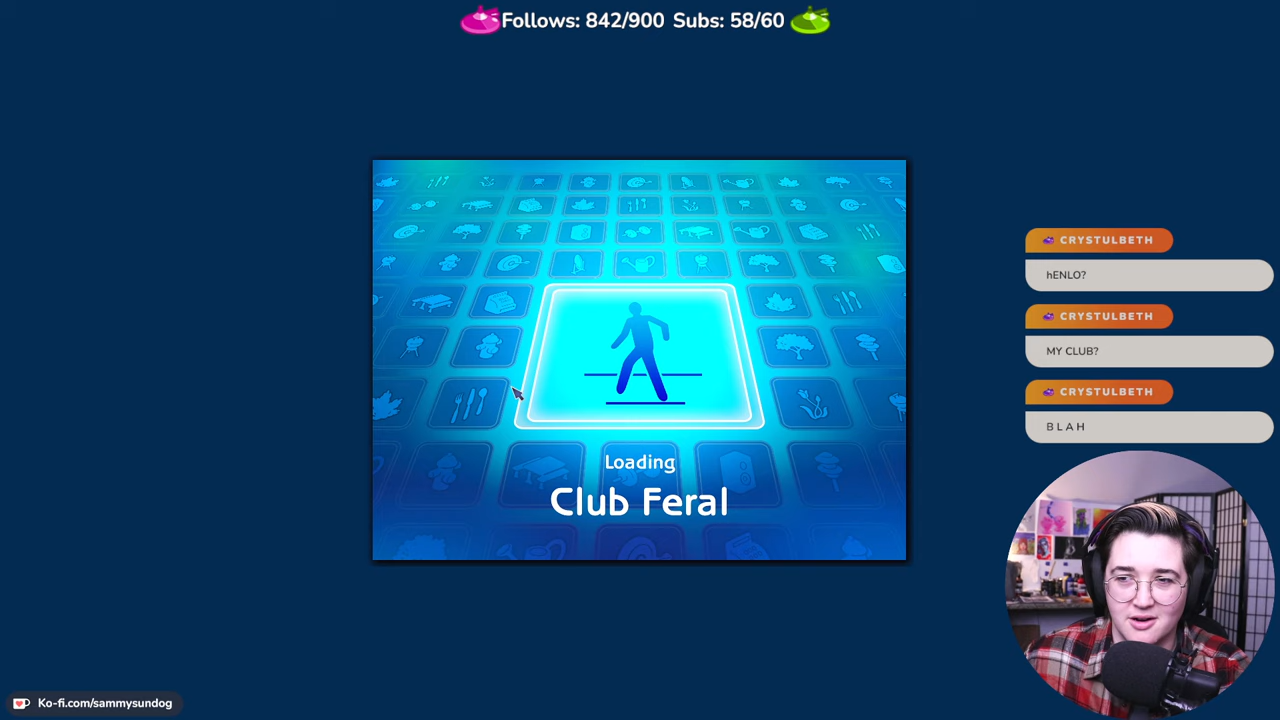 Follows: 842/900 Subs: 58/60
CRYSTULBETH
hENLO?
CRYSTULBETH
MY CLUB?
CRYSTULBETH
B L A H
Loading
Club Feral
Ko-fi.com/sammysundog